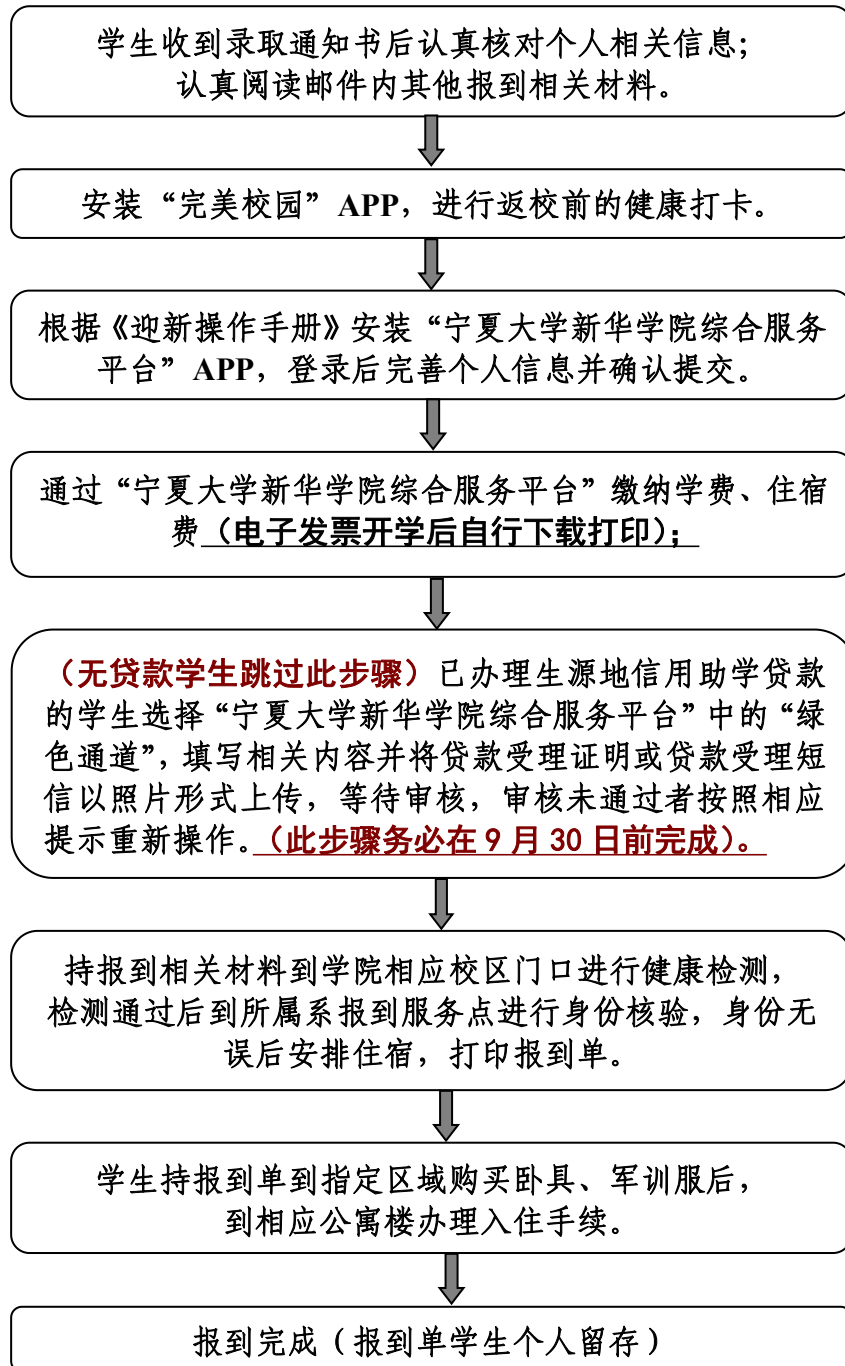 学生收到录取通知书后认真核对个人相关信息；
认真阅读邮件内其他报到相关材料。
安装“完美校园”APP，进行返校前的健康打卡。
根据《迎新操作手册》安装“宁夏大学新华学院综合服务
平台”APP，登录后完善个人信息并确认提交。
通过“宁夏大学新华学院综合服务平台”缴纳学费、住宿
费（电子发票开学后自行下载打印）；
（无贷款学生跳过此步骤）已办理生源地信用助学贷款
的学生选择“宁夏大学新华学院综合服务平台”中的“绿
色通道”，填写相关内容并将贷款受理证明或贷款受理短
信以照片形式上传，等待审核，审核未通过者按照相应
提示重新操作。（此步骤务必在 9 月 30 日前完成）。
持报到相关材料到学院相应校区门口进行健康检测，
检测通过后到所属系报到服务点进行身份核验，身份无
误后安排住宿，打印报到单。
学生持报到单到指定区域购买卧具、军训服后，
到相应公寓楼办理入住手续。
报到完成（报到单学生个人留存）